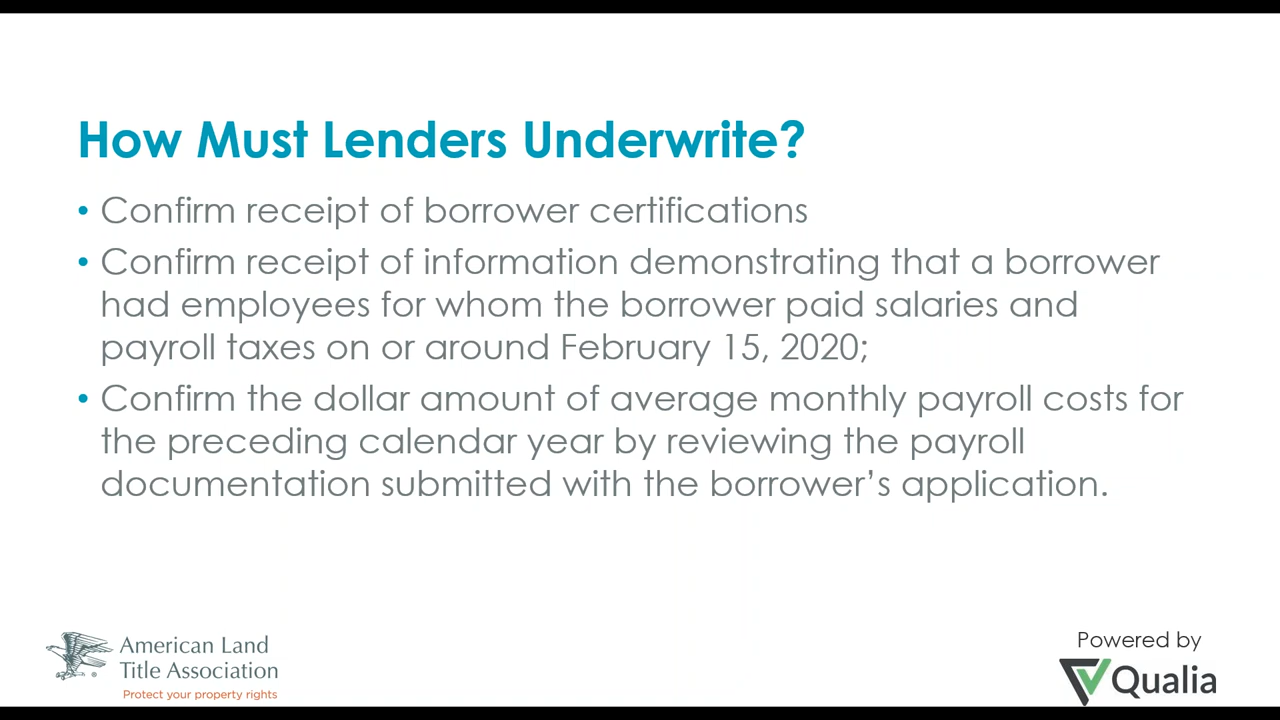 How Must Lenders Underwrite?
• Confirm receipt of borrower certifications
• Confirm receipt of information demonstrating that a borrower
had employees for whom the borrower paid salaries and
payroll taxes on or around February 15, 2020;
• Confirm the dollar amount of average monthly payroll costs for
the preceding calendar year by reviewing the payroll
documentation submitted with the borrower’s application.
American Land
Title Association
®
Protect your property rights
Powered by
Qualia